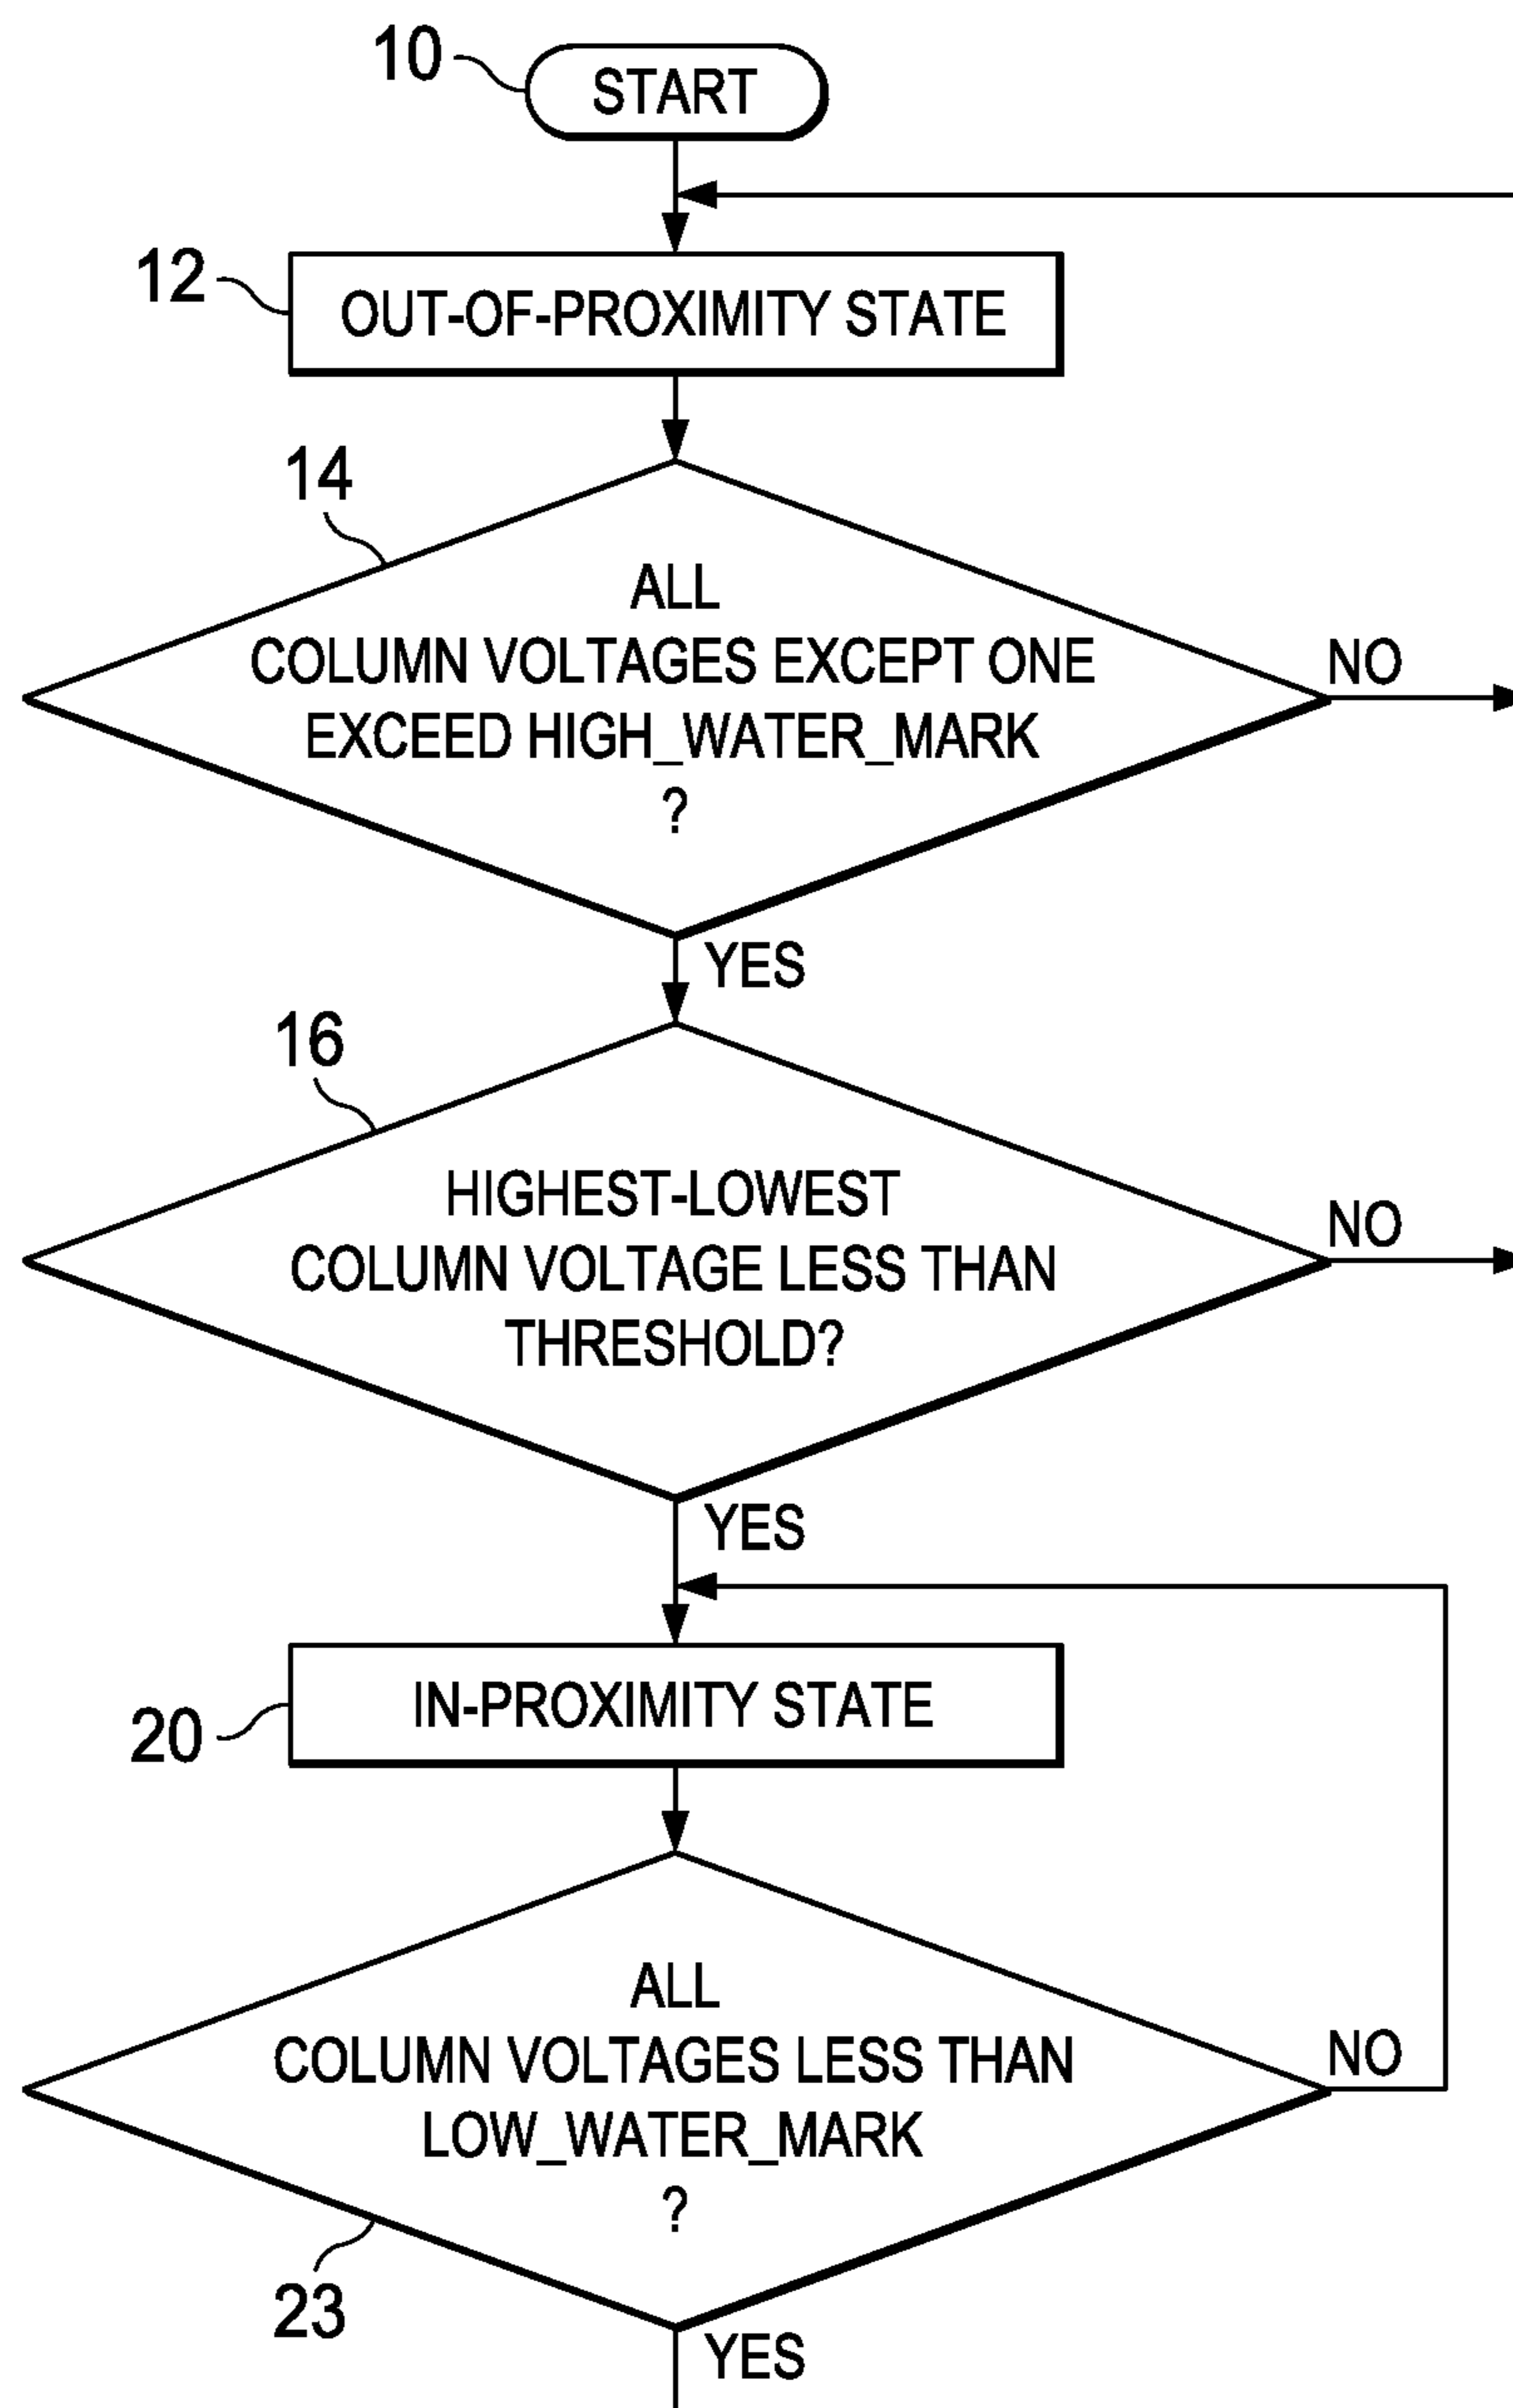 10
START
12
OUT-OF-PROXIMITY STATE
14
ALL
COLUMN VOLTAGES EXCEPT ONE
EXCEED HIGH_WATER_MARK
?
NO
YES
16
HIGHEST-LOWEST
COLUMN VOLTAGE LESS THAN
THRESHOLD?
NO
YES
20
IN-PROXIMITY STATE
ALL
COLUMN VOLTAGES LESS THAN
LOW_WATER_MARK
?
NO
23
YES